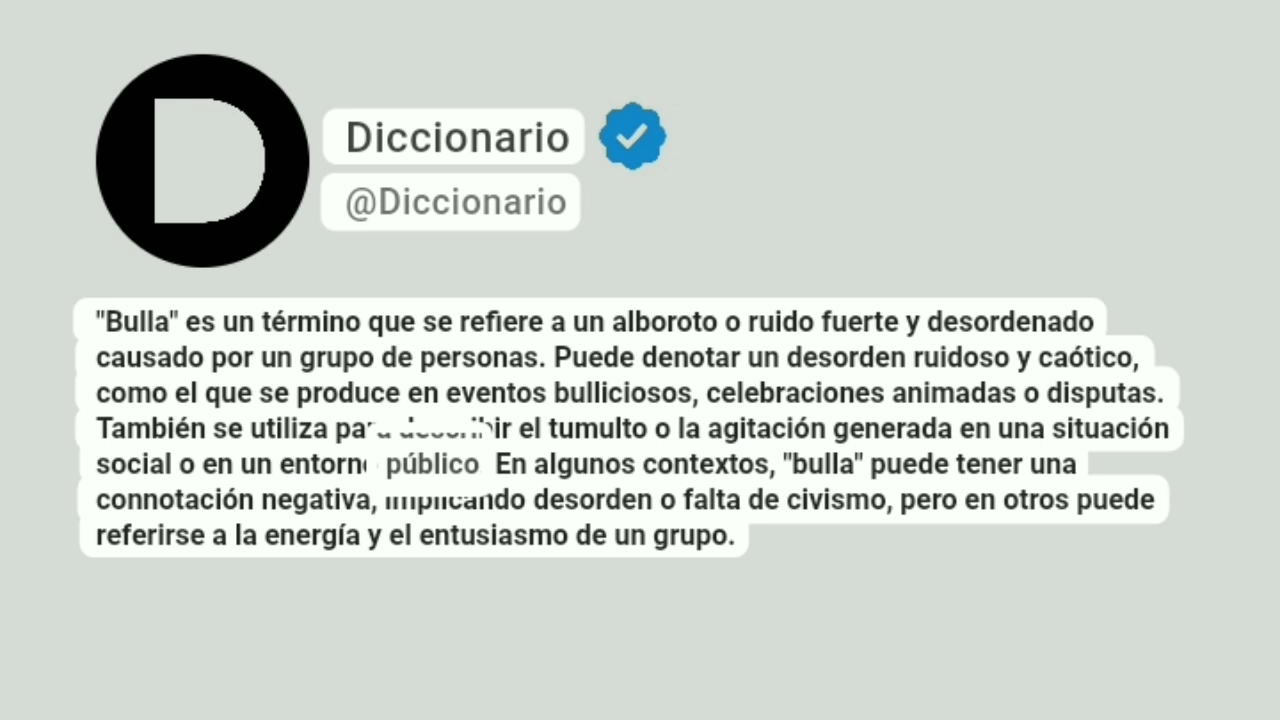 Diccionario
@Diccionario
"Bulla" es un término que se refiere a un alboroto o ruido fuerte y desordenado
causado por un grupo de personas. Puede denotar un desorden ruidoso y caótico,
como el que se produce en eventos bulliciosos, celebraciones animadas o disputas.
También se utiliza para describir el tumulto o la agitación generada en una situación
social o en un entorno público En algunos contextos, "bulla" puede tener una
connotación negativa, implicando desorden o falta de civismo, pero en otros puede
referirse a la energía y el entusiasmo de un grupo.